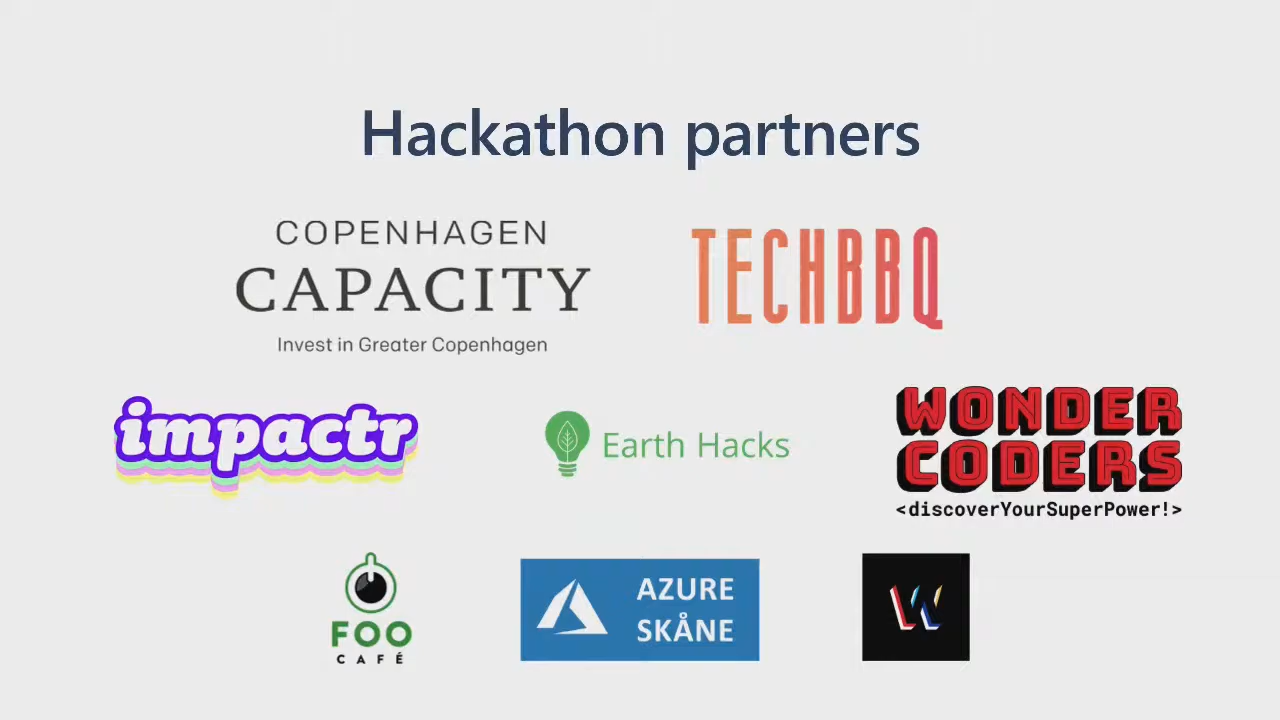 Hackathon partners
COPENHAGEN
CAPACITY
Invest in Greater Copenhagen
TECHBBQ
impactr
Earth Hacks
WONDER
CODERS
<discoverYourSuperPower!>
FOO
CAFÉ
AZURE
SKÅNE
W